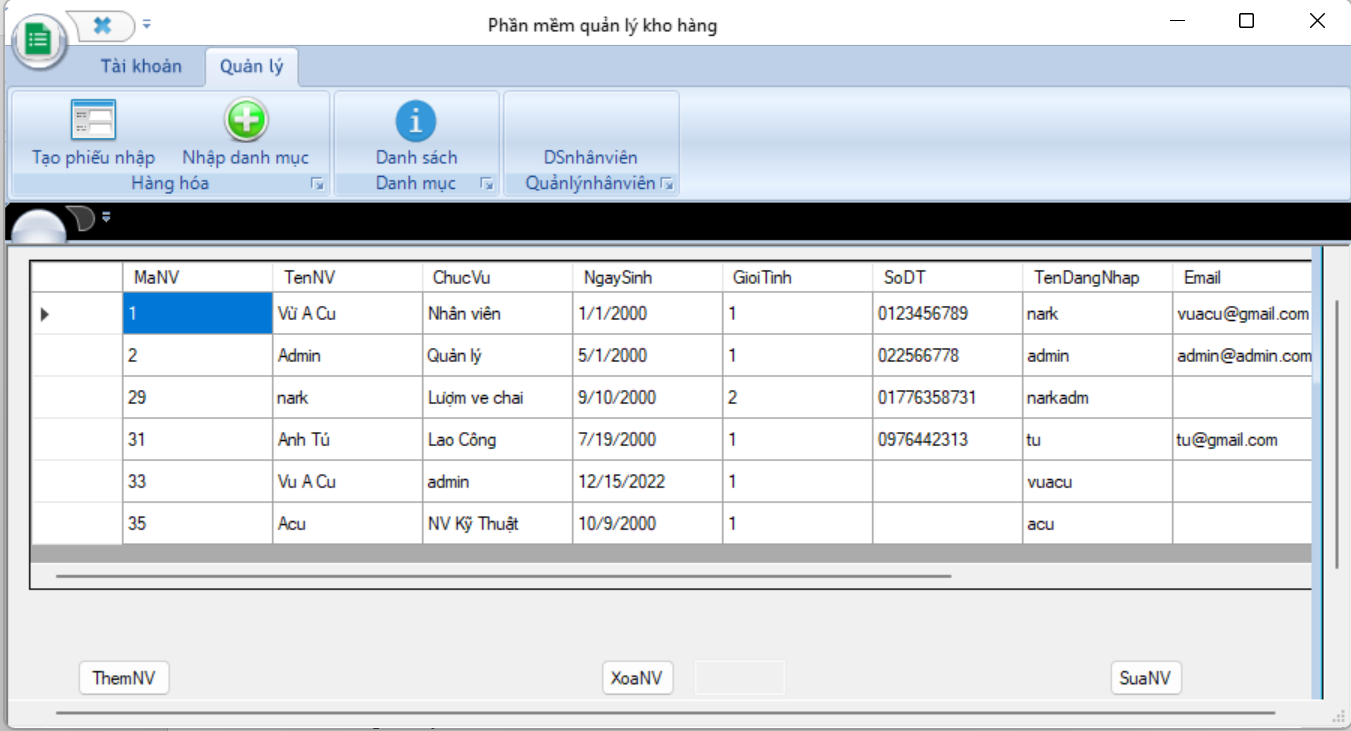 Phần mềm quản lý kho hàng
Tài khoản Quản lý
Tạo phiếu nhập Nhập danh mục Danh sách DSnhânviên
Hàng hóa Danh mục Quảnlýnhânviên
MaNV TenNV ChucVu NgaySinh GioiTinh SoDT TenDangNhap Email
1 Vừ A Cu Nhân viên 1/1/2000 1 0123456789 nark vuacu@gmail.com
2 Admin Quản lý 5/1/2000 1 022566778 admin admin@admin.com
29 nark Lượm ve chai 9/10/2000 2 01776358731 narkadm
31 Anh Tú Lao Công 7/19/2000 1 0976442313 tu tu@gmail.com
33 Vu A Cu admin 12/15/2022 1 vuacu
35 Acu NV Kỹ Thuật 10/9/2000 1 acu
ThemNV XoaNV SuaNV